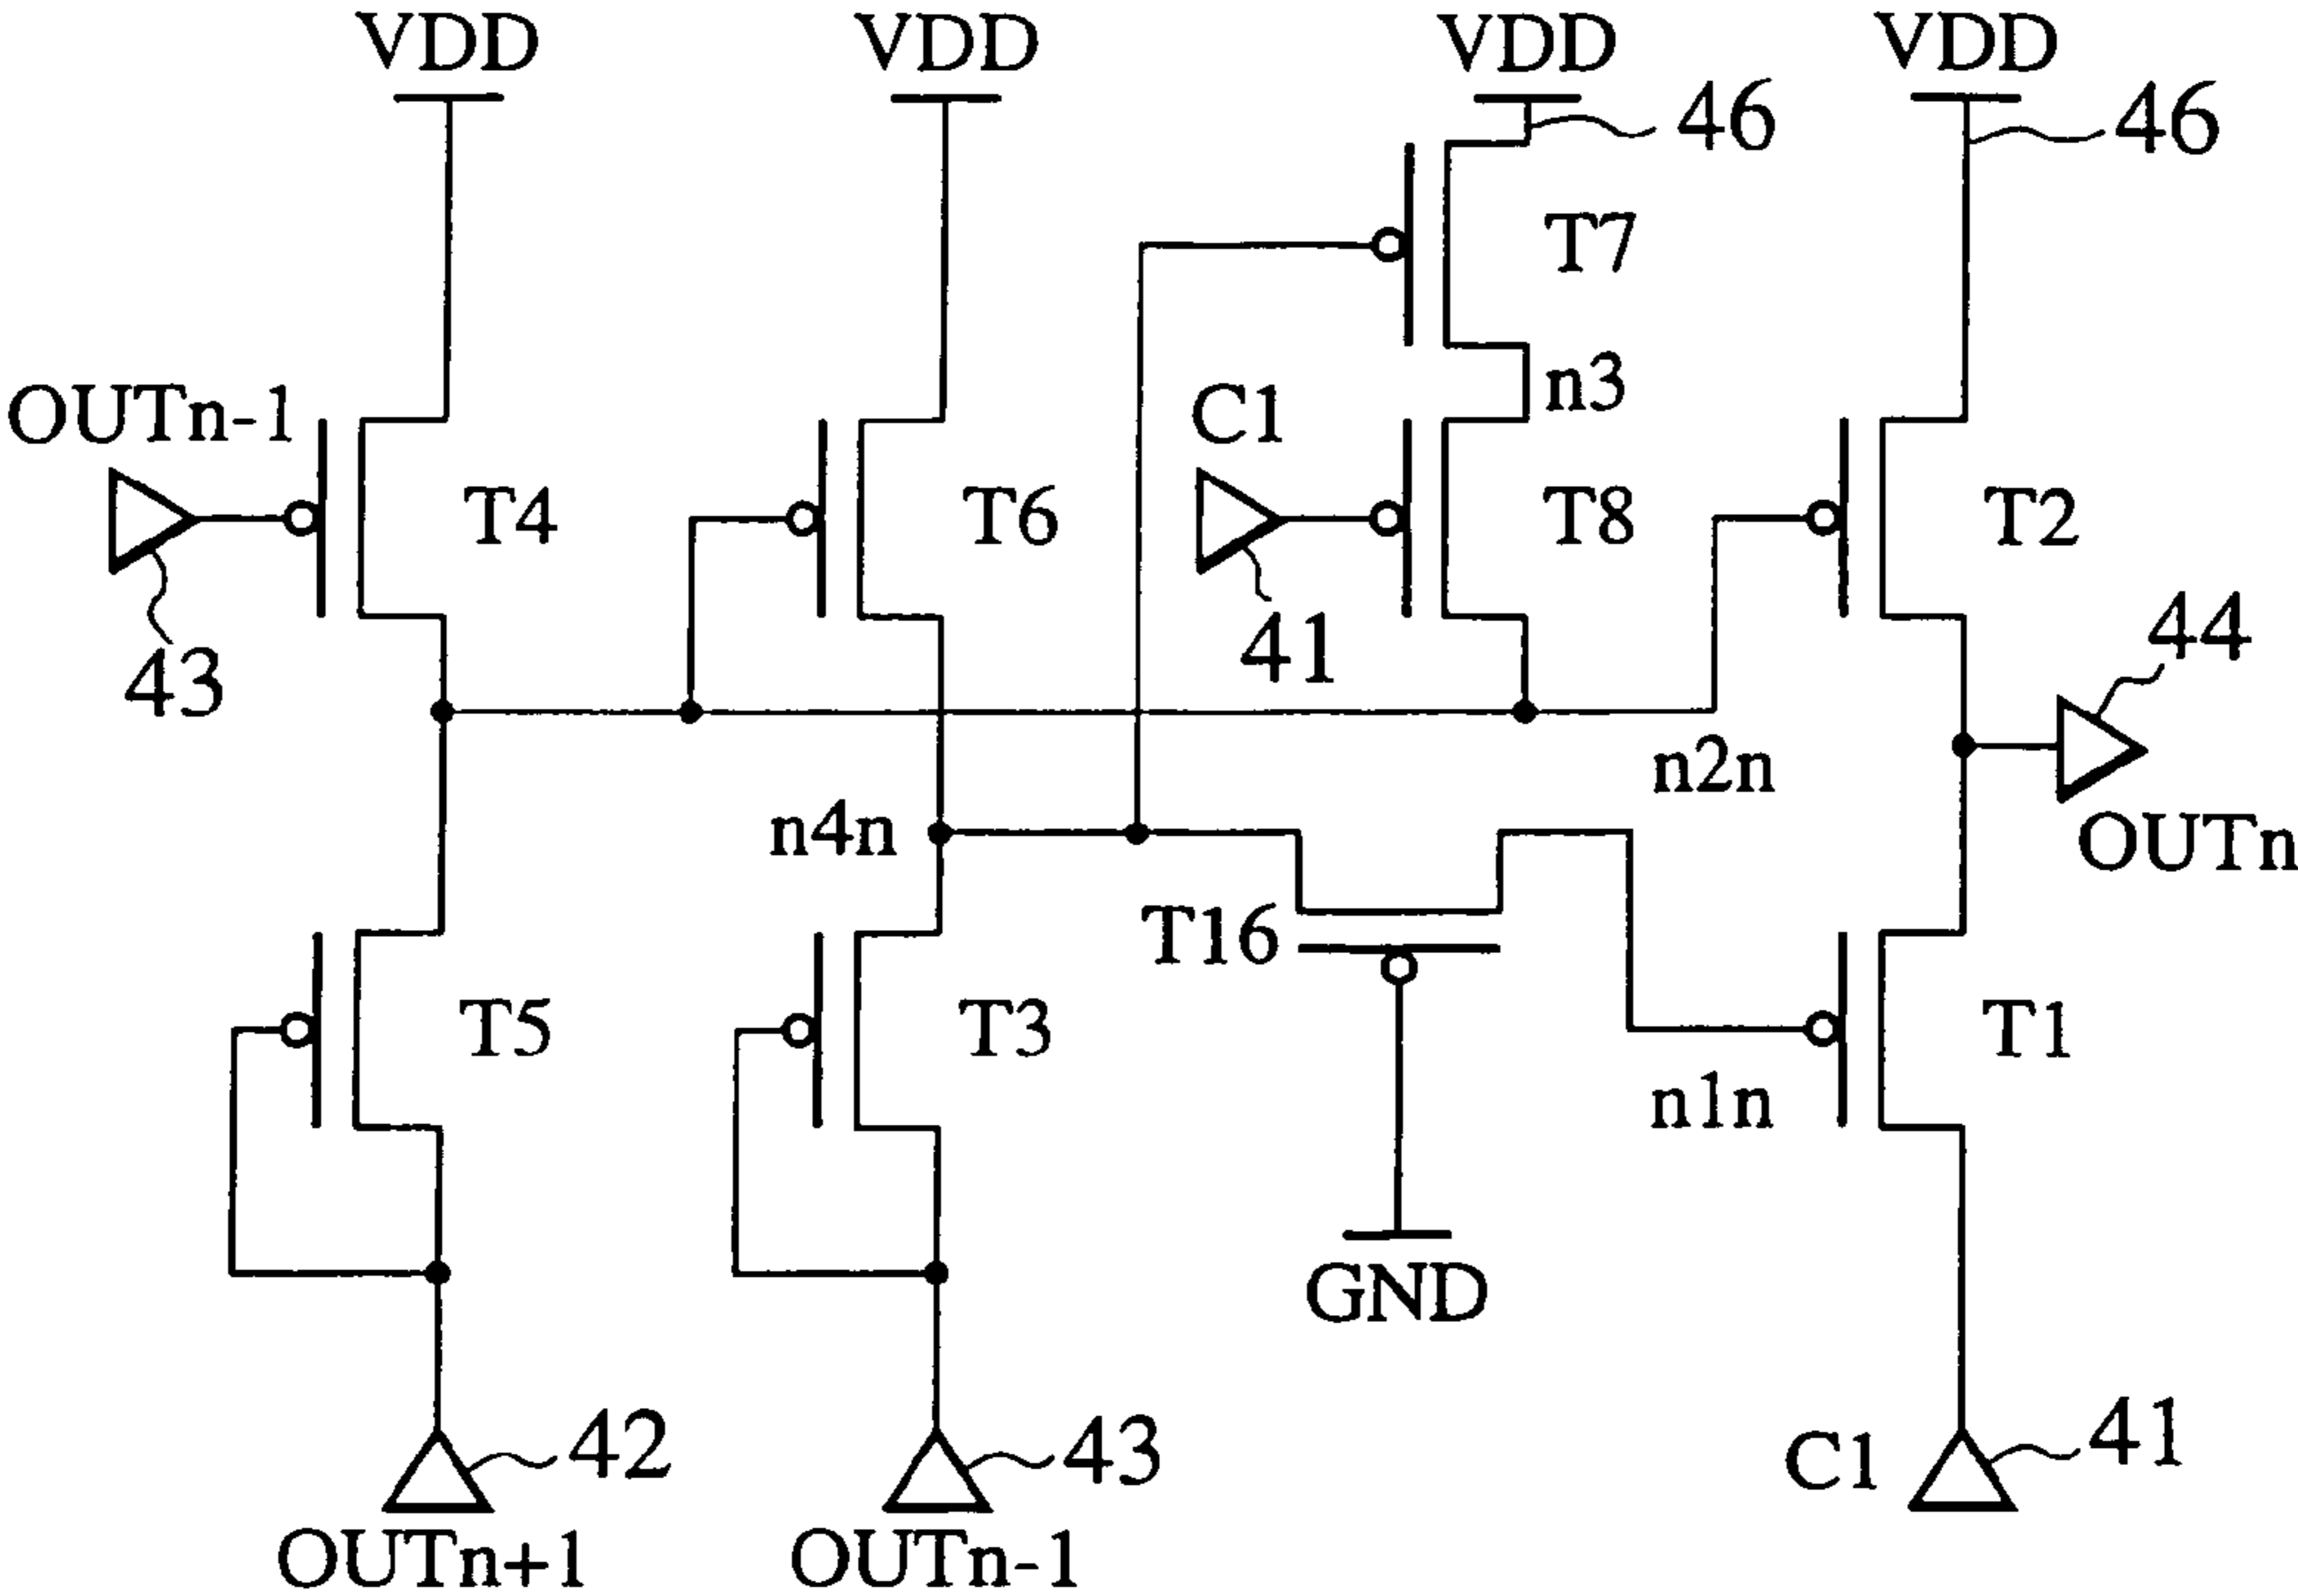 VDD
VDD
VDD
VDD
46
46
T7
OUTn-1
C1
n3
T4
T6
T8
T2
43
41
44
n2n
n4n
OUTn
T16
T5
T3
T1
n1n
GND
42
43
C1
41
OUTn+1
OUTn-1